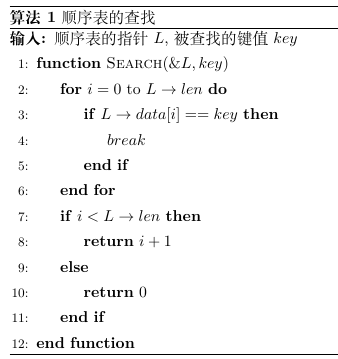 算法 1 顺序表的查找
输入: 顺序表的指针 L, 被查找的键值 key
1: function SEARCH(&L, key)
2: for i = 0 to L → len do
3: if L → data[i] == key then
4: break
5: end if
6: end for
7: if i < L → len then
8: return i + 1
9: else
10: return 0
11: end if
12: end function